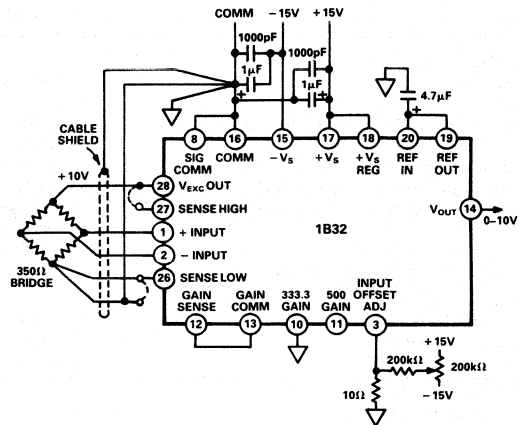 COMM −15V +15V
1000pF
1000pF
1μF
1μF
+
+
4.7μF
+
CABLE
SHIELD
8 16 15 17 18 20 19
SIG
COMM
COMM
−VS
+VS
+VS
REG
REF
IN
REF
OUT
+10V
28 VEXC OUT
27 SENSE HIGH
1 + INPUT
2 − INPUT
26 SENSE LOW
350Ω
BRIDGE
1B32
VOUT 14
0–10V
GAIN
SENSE
GAIN
COMM
333.3
GAIN
500
GAIN
INPUT
OFFSET
ADJ
12 13 10 11 3
+15V
200kΩ
200kΩ
10Ω
−15V